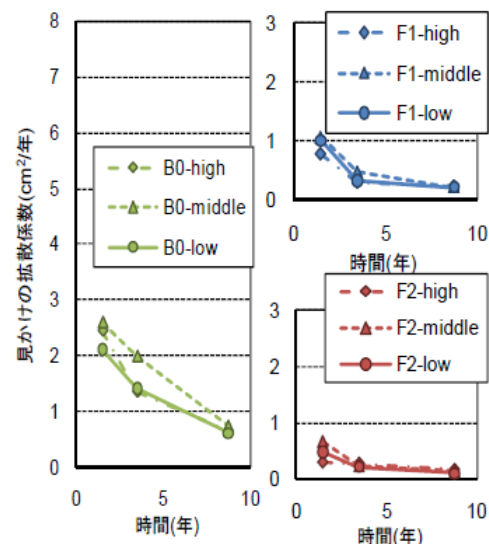 見かけの拡散係数(cm²/年)
8
7
6
5
4
3
2
1
0
B0-high
B0-middle
B0-low
0 5 10
時間(年)
3
2
1
0
F1-high
F1-middle
F1-low
0 5 10
時間(年)
3
2
1
0
F2-high
F2-middle
F2-low
0 5 10
時間(年)